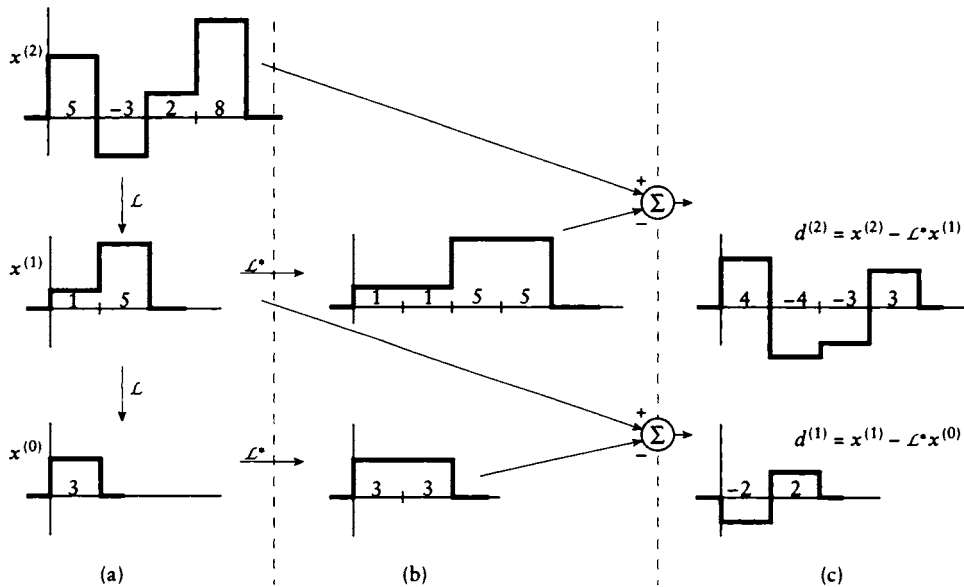 x⁽²⁾
5 −3 2 8
ℒ
+
Σ
−
d⁽²⁾ = x⁽²⁾ − ℒ*x⁽¹⁾
x⁽¹⁾
1 5
ℒ*
1 1 5 5
4 −4 −3 3
ℒ
+
Σ
−
d⁽¹⁾ = x⁽¹⁾ − ℒ*x⁽⁰⁾
x⁽⁰⁾
3
ℒ*
3 3
−2 2
(a) (b) (c)